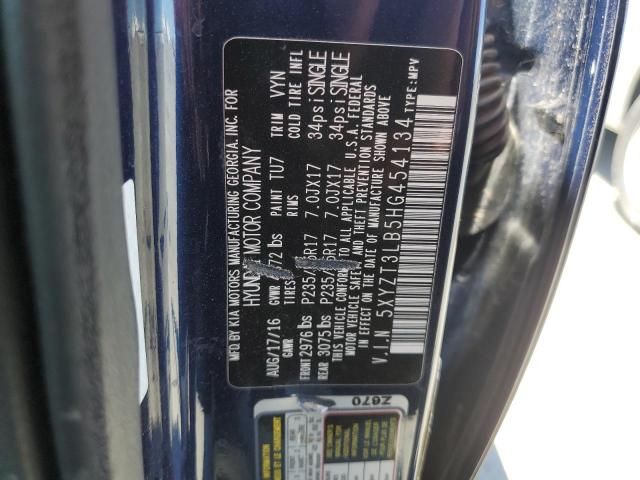 MFD BY KIA MOTORS MANUFACTURING GEORGIA, INC. FOR
HYUNDAI MOTOR COMPANY
AUG/17/16 GVWR 72 lbs PAINT TU7 TRIM VYN
GAWR TIRES RIMS COLD TIRE INFL
FRONT 2976 lbs P235/ R17 7.0JX17 34psi SINGLE
REAR 3075 lbs P235/ R17 7.0JX17 34psi SINGLE
THIS VEHICLE CONFORMS TO ALL APPLICABLE U.S.A. FEDERAL
MOTOR VEHICLE SAFETY AND THEFT PREVENTION STANDARDS
IN EFFECT ON THE DATE OF MANUFACTURE SHOWN ABOVE
V.I.N 5XYZT3LB5HG454134 TYPE:MPV
Z670
INFORMATION